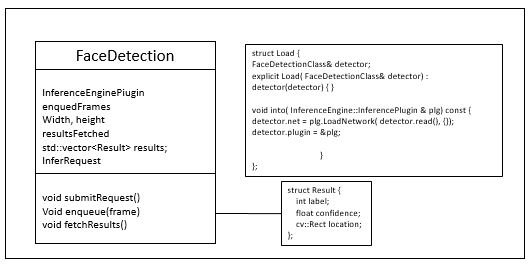 FaceDetection
InferenceEnginePlugin
enquedFrames
Width, height
resultsFetched
std::vector<Result> results;
InferRequest
void submitRequest()
Void enqueue(frame)
void fetchResults()
struct Load {
FaceDetectionClass& detector;
explicit Load( FaceDetectionClass& detector) :
detector(detector) { }
void into( InferenceEngine::InferencePlugin & plg) const {
detector.net = plg.LoadNetwork( detector.read(), {});
detector.plugin = &plg;
}
};
struct Result {
int label;
float confidence;
cv::Rect location;
};